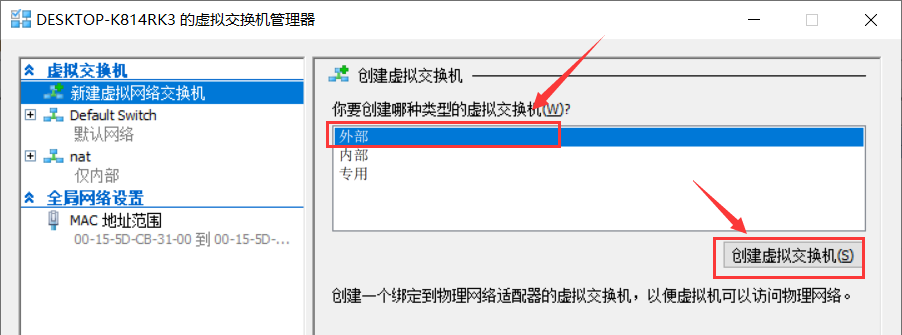 DESKTOP-K814RK3 的虚拟交换机管理器
虚拟交换机
新建虚拟网络交换机
Default Switch
默认网络
nat
仅内部
全局网络设置
MAC 地址范围
00-15-5D-CB-31-00 到 00-15-5D-...
创建虚拟交换机
你要创建哪种类型的虚拟交换机(W)?
外部
内部
专用
创建虚拟交换机(S)
创建一个绑定到物理网络适配器的虚拟交换机，以便虚拟机可以访问物理网络。